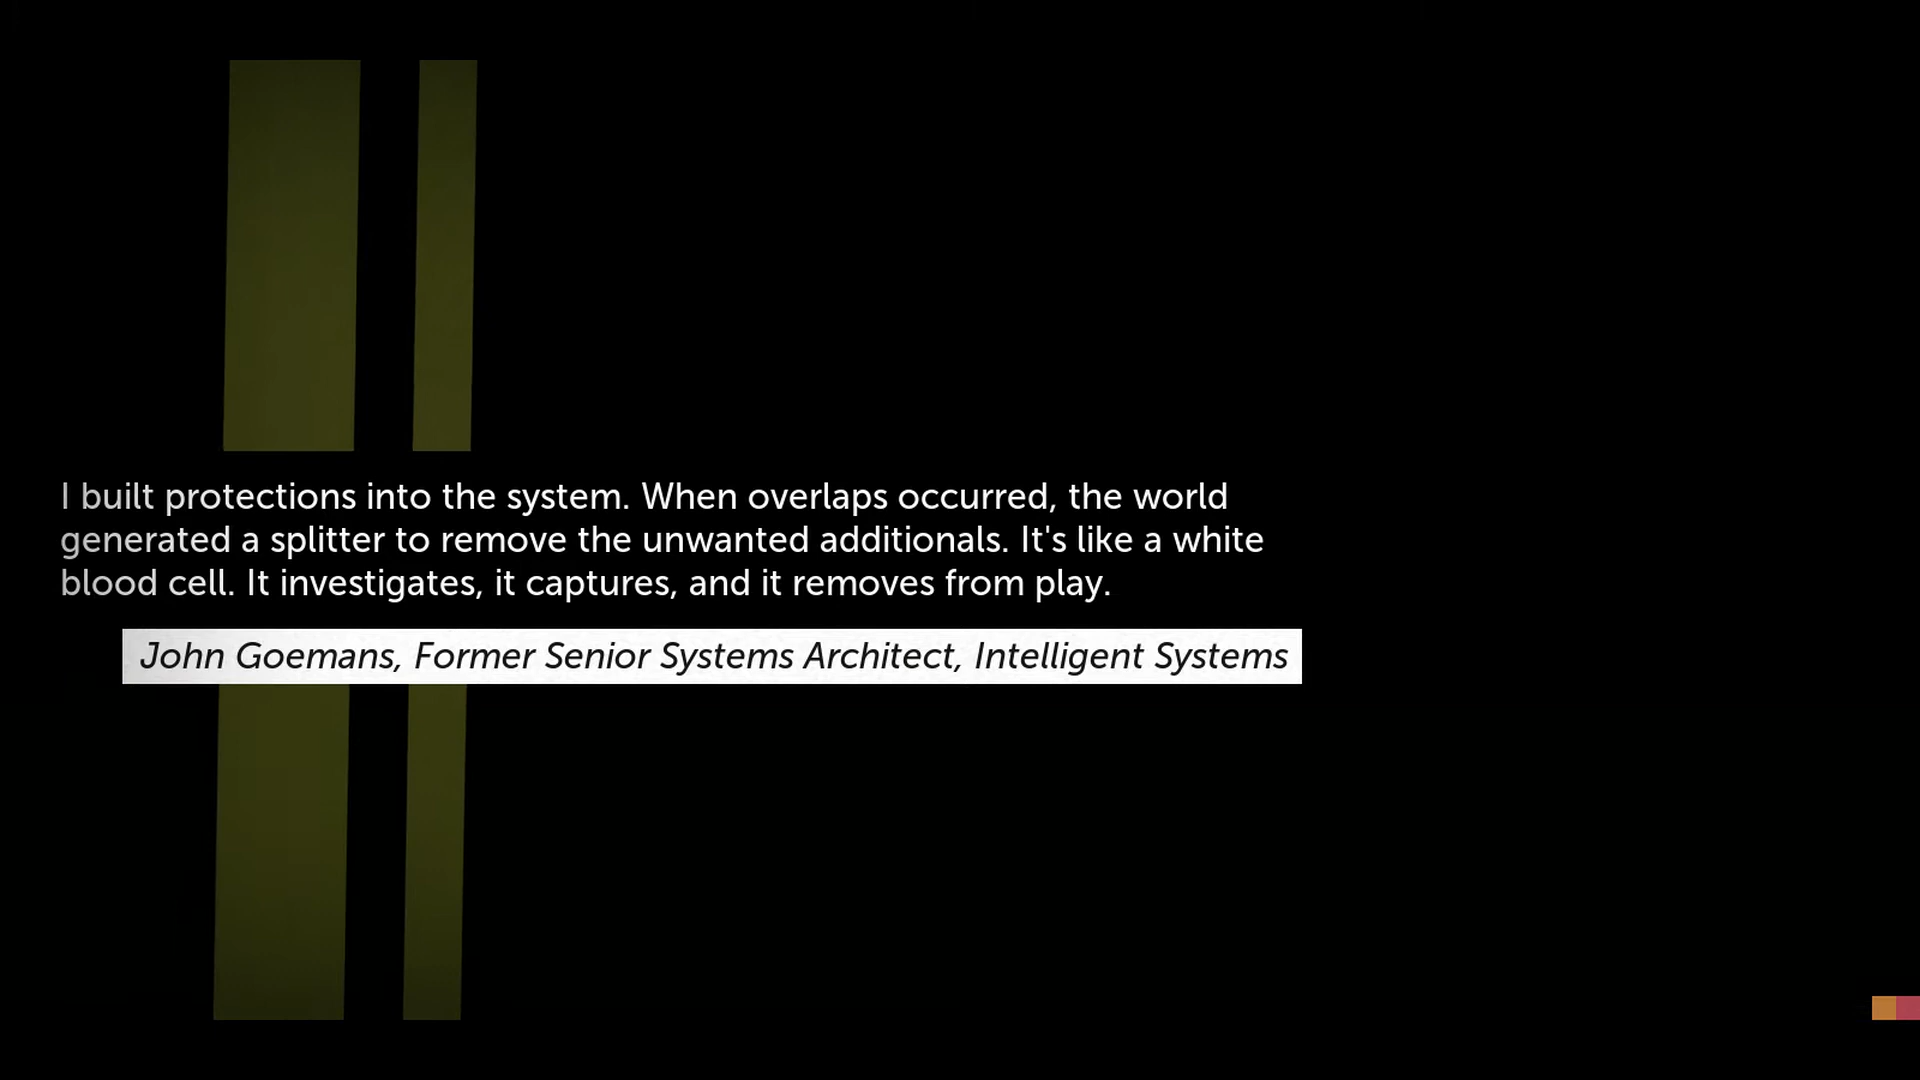 I built protections into the system. When overlaps occurred, the world
generated a splitter to remove the unwanted additionals. It's like a white
blood cell. It investigates, it captures, and it removes from play.
John Goemans, Former Senior Systems Architect, Intelligent Systems